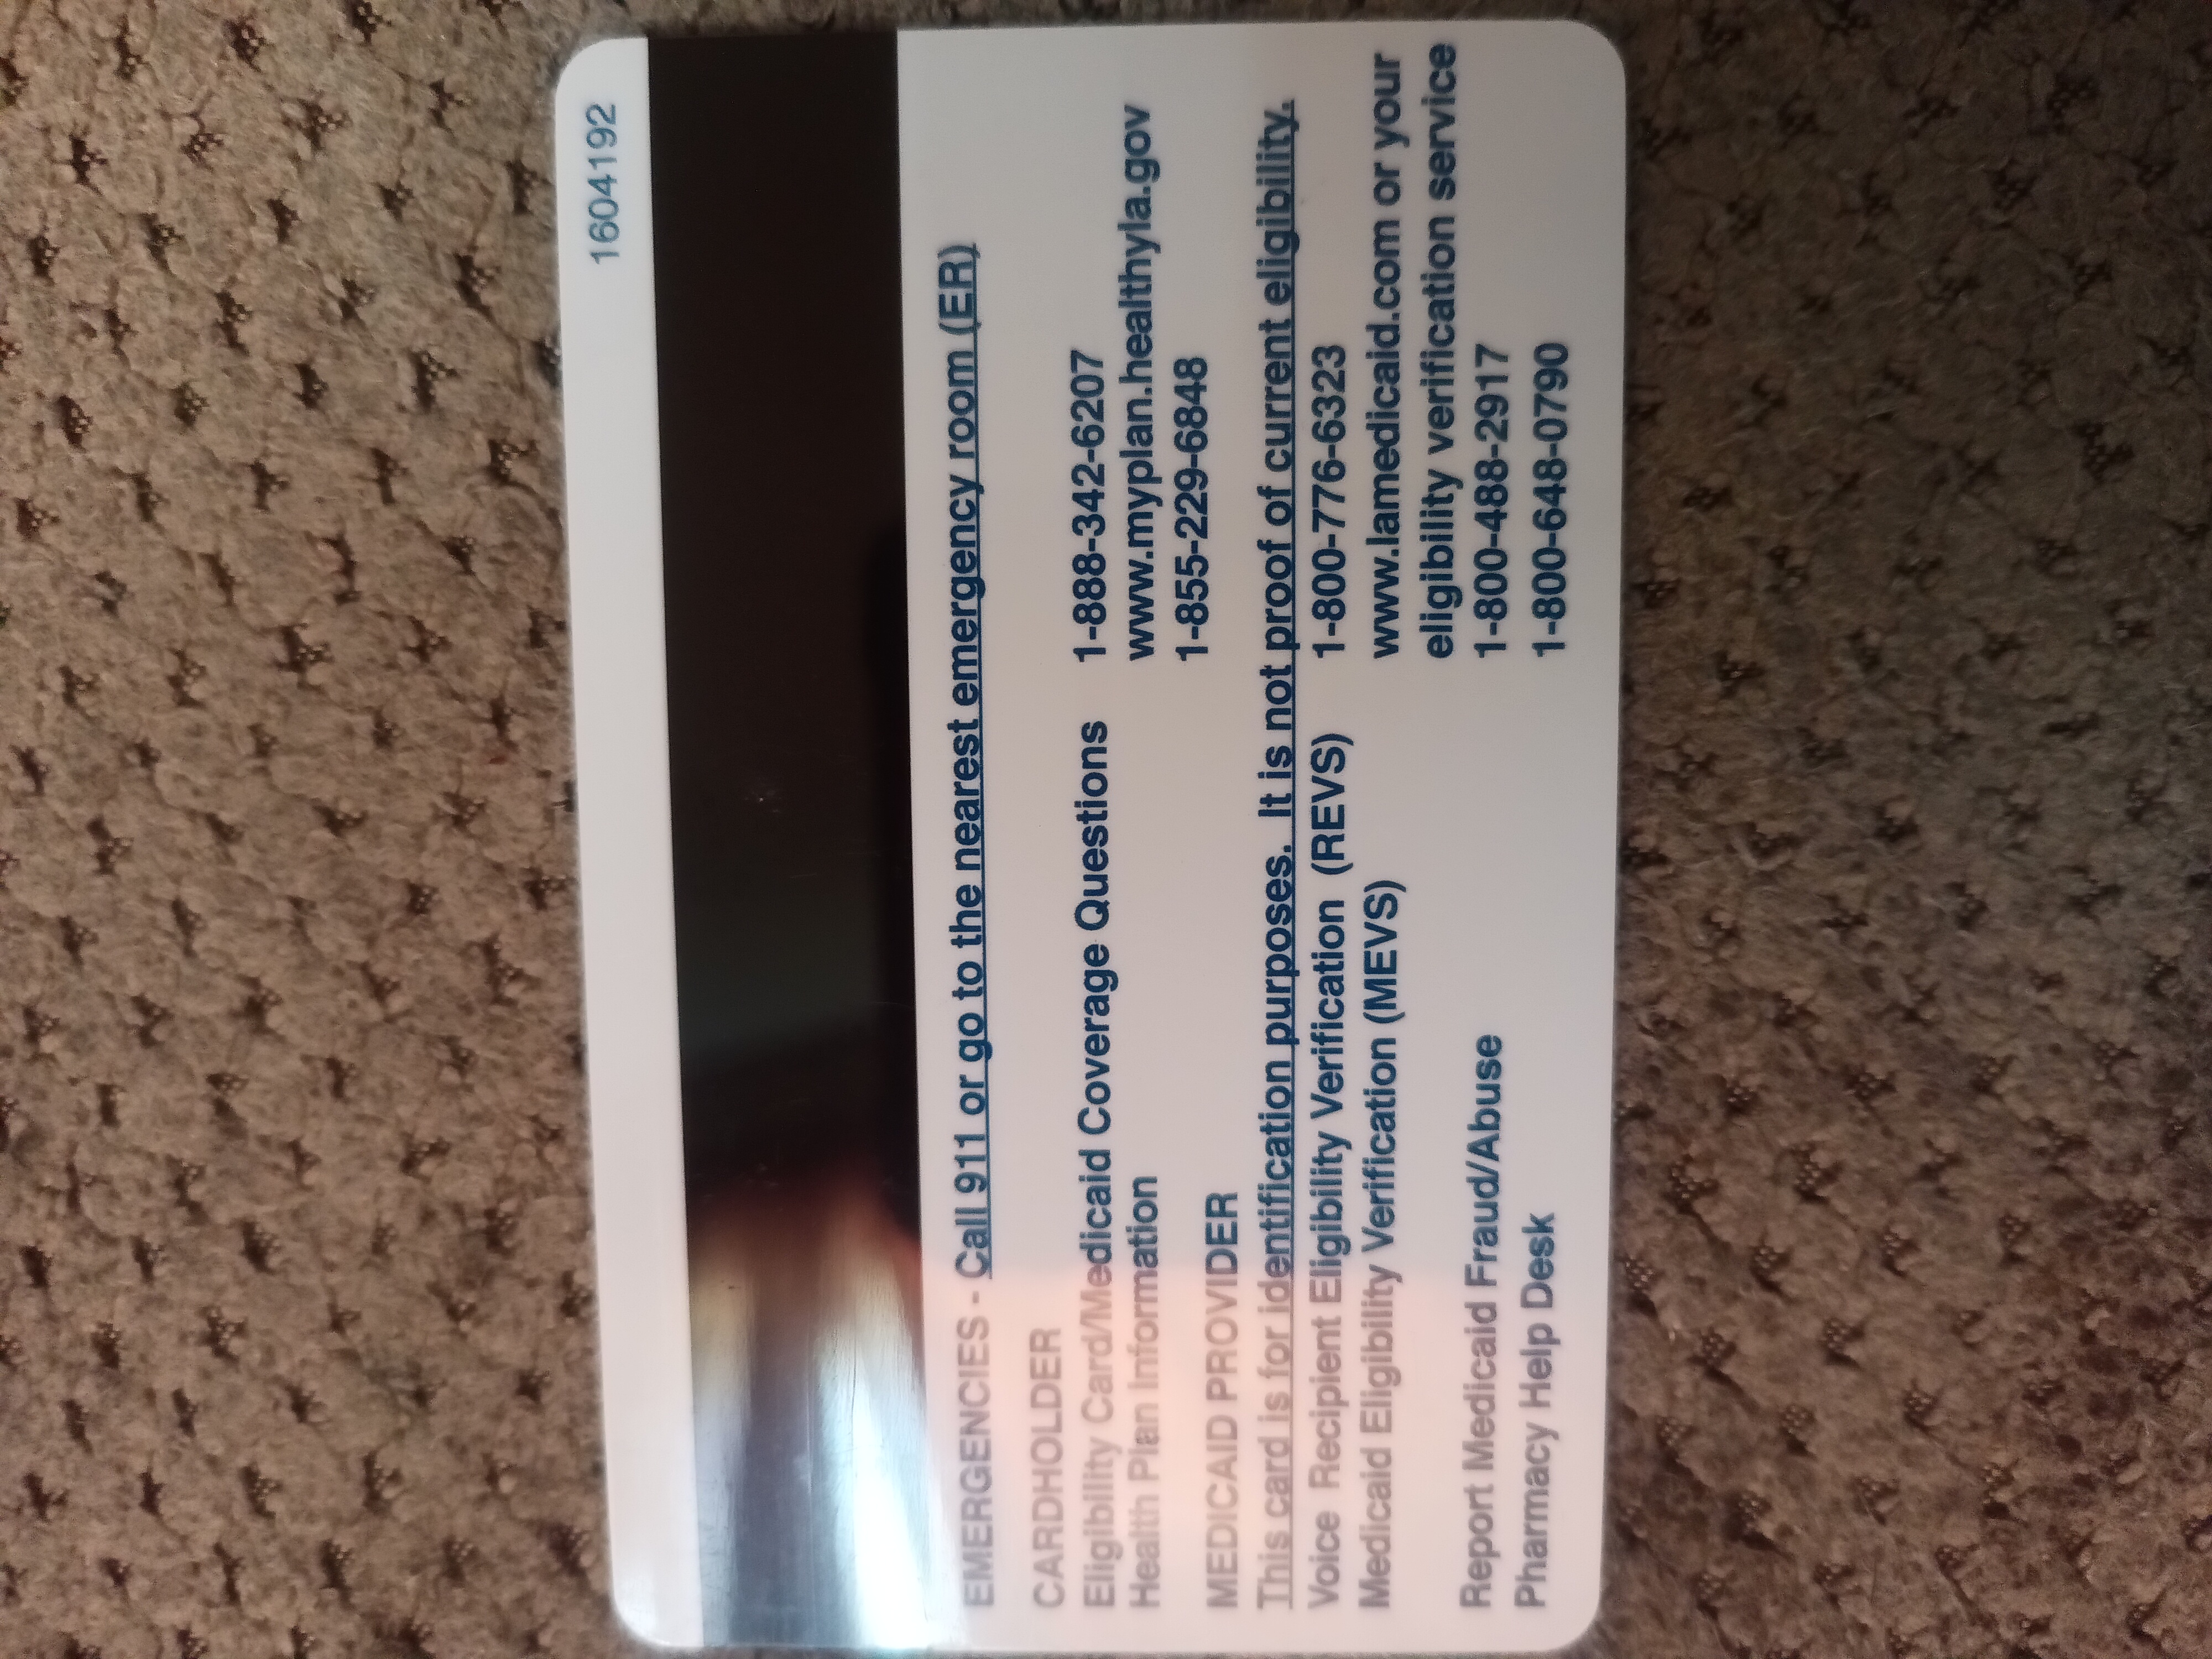 1604192
EMERGENCIES - Call 911 or go to the nearest emergency room (ER)
CARDHOLDER
Eligibility Card/Medicaid Coverage Questions 1-888-342-6207
Health Plan Information www.myplan.healthyla.gov
1-855-229-6848
MEDICAID PROVIDER
This card is for identification purposes. It is not proof of current eligibility.
Voice Recipient Eligibility Verification (REVS) 1-800-776-6323
Medicaid Eligibility Verification (MEVS) www.lamedicaid.com or your
eligibility verification service
Report Medicaid Fraud/Abuse 1-800-488-2917
Pharmacy Help Desk 1-800-648-0790